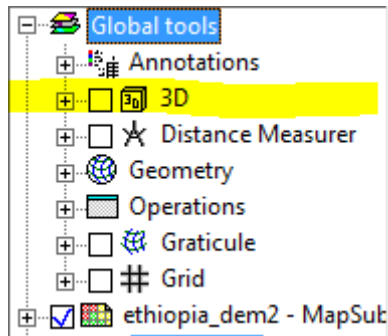 Global tools
Annotations
3D
Distance Measurer
Geometry
Operations
Graticule
Grid
ethiopia_dem2 - MapSub